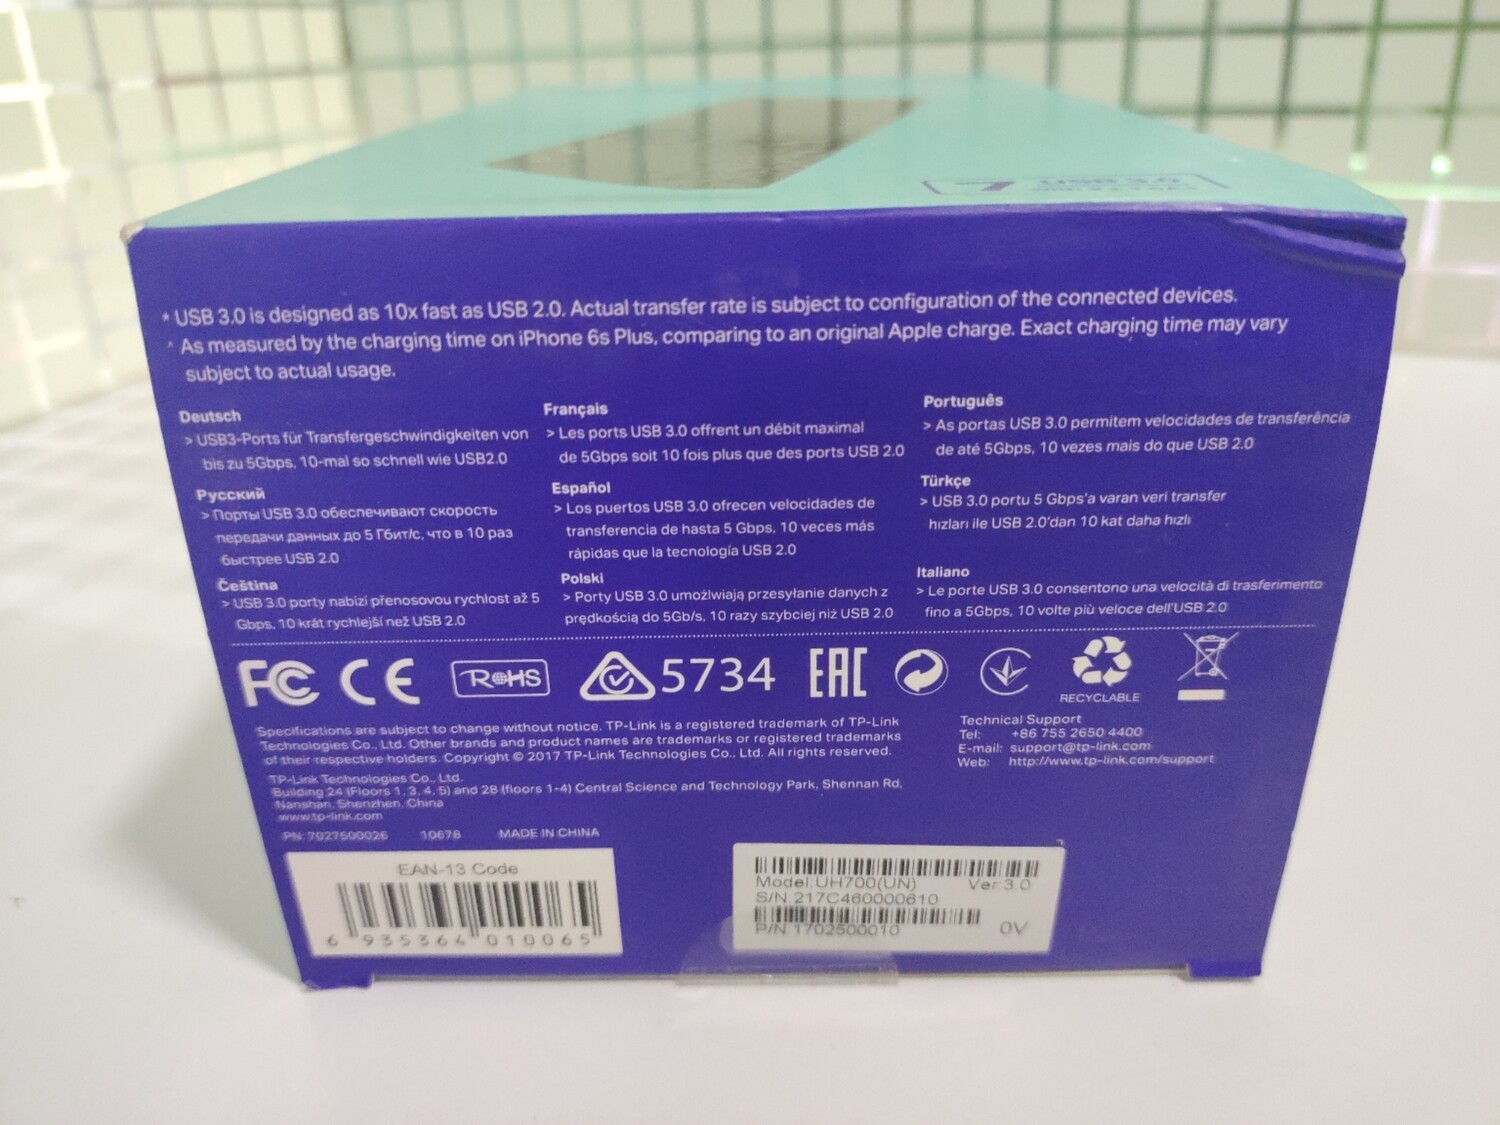 * USB 3.0 is designed as 10x fast as USB 2.0. Actual transfer rate is subject to configuration of the connected devices.
^ As measured by the charging time on iPhone 6s Plus, comparing to an original Apple charge. Exact charging time may vary
subject to actual usage.
Deutsch
> USB3-Ports für Transfergeschwindigkeiten von
bis zu 5Gbps, 10-mal so schnell wie USB2.0
Français
> Les ports USB 3.0 offrent un débit maximal
de 5Gbps soit 10 fois plus que des ports USB 2.0
Português
> As portas USB 3.0 permitem velocidades de transferência
de até 5Gbps, 10 vezes mais do que USB 2.0
Русский
> Порты USB 3.0 обеспечивают скорость
передачи данных до 5 Гбит/с, что в 10 раз
быстрее USB 2.0
Español
> Los puertos USB 3.0 ofrecen velocidades de
transferencia de hasta 5 Gbps, 10 veces más
rápidas que la tecnología USB 2.0
Türkçe
> USB 3.0 portu 5 Gbps'a varan veri transfer
hızları ile USB 2.0'dan 10 kat daha hızlı
Čeština
> USB 3.0 porty nabízí přenosovou rychlost až 5
Gbps, 10 krát rychlejší než USB 2.0
Polski
> Porty USB 3.0 umożliwiają przesyłanie danych z
prędkością do 5Gb/s, 10 razy szybciej niż USB 2.0
Italiano
> Le porte USB 3.0 consentono una velocità di trasferimento
fino a 5Gbps, 10 volte più veloce dell'USB 2.0
FC CE RoHS 5734 EAC
RECYCLABLE
Specifications are subject to change without notice. TP-Link is a registered trademark of TP-Link
Technologies Co., Ltd. Other brands and product names are trademarks or registered trademarks
of their respective holders. Copyright © 2017 TP-Link Technologies Co., Ltd. All rights reserved.
TP-Link Technologies Co., Ltd.
Building 24 (Floors 1, 3, 4, 5) and 28 (floors 1-4) Central Science and Technology Park, Shennan Rd,
Nanshan, Shenzhen, China
www.tp-link.com
PN: 7027500026 10678 MADE IN CHINA
Technical Support
Tel: +86 755 2650 4400
E-mail: support@tp-link.com
Web: http://www.tp-link.com/support
EAN-13 Code
6 935364 010065
Model:UH700(UN) Ver:3.0
S/N:217C460000610
P/N:1702500010 0V